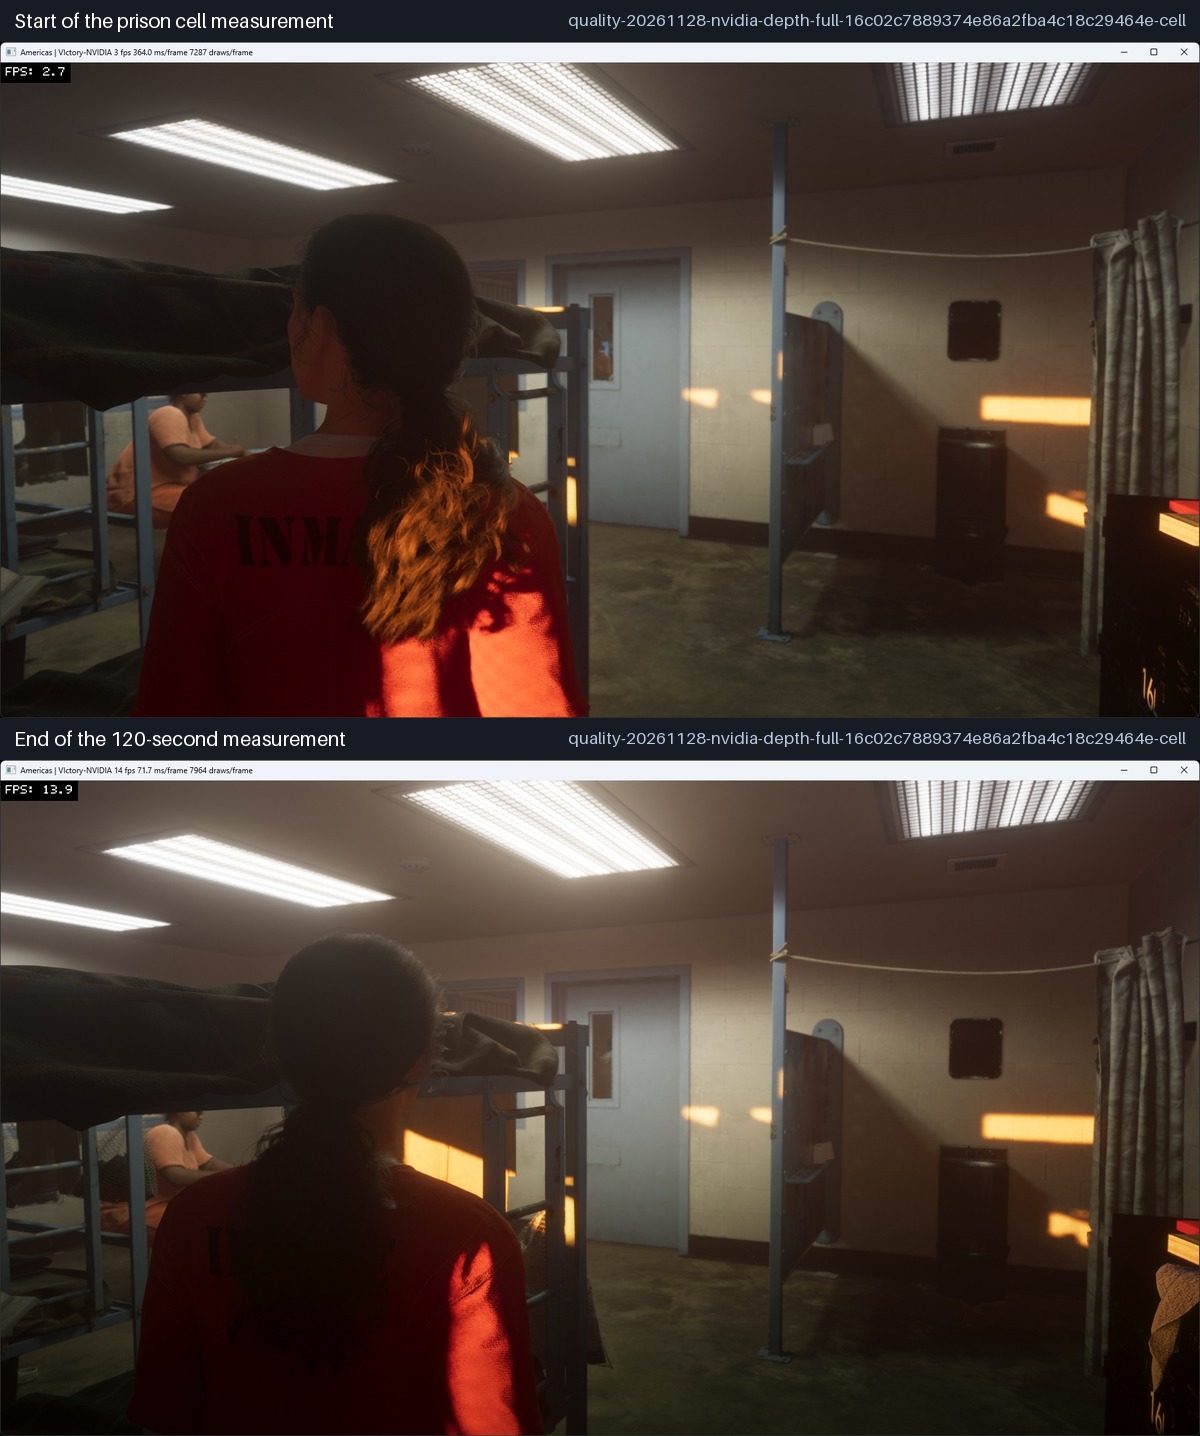 Start of the prison cell measurement
quality-20261128-nvidia-depth-full-16c02c7889374e86a2fba4c18c29464e-cell
Americas | VIctory-NVIDIA 3 fps 364.0 ms/frame 7287 draws/frame
FPS: 2.7
INMA
16
End of the 120-second measurement
quality-20261128-nvidia-depth-full-16c02c7889374e86a2fba4c18c29464e-cell
Americas | VIctory-NVIDIA 14 fps 71.7 ms/frame 7964 draws/frame
FPS: 13.9
I
16